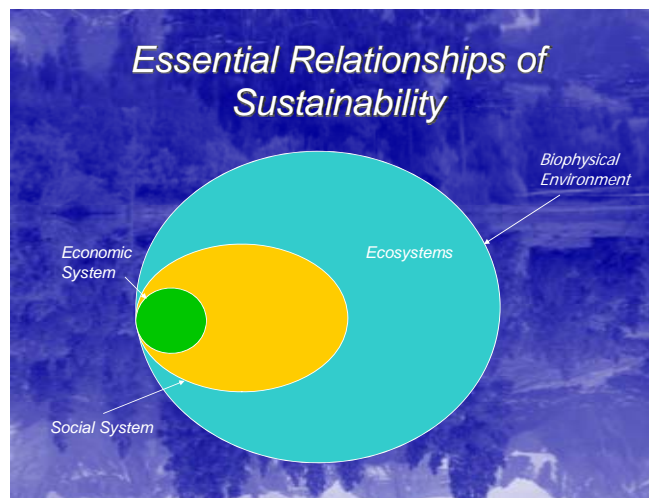 Essential Relationships of
Sustainability
Biophysical
Environment
Economic
System
Ecosystems
Social System